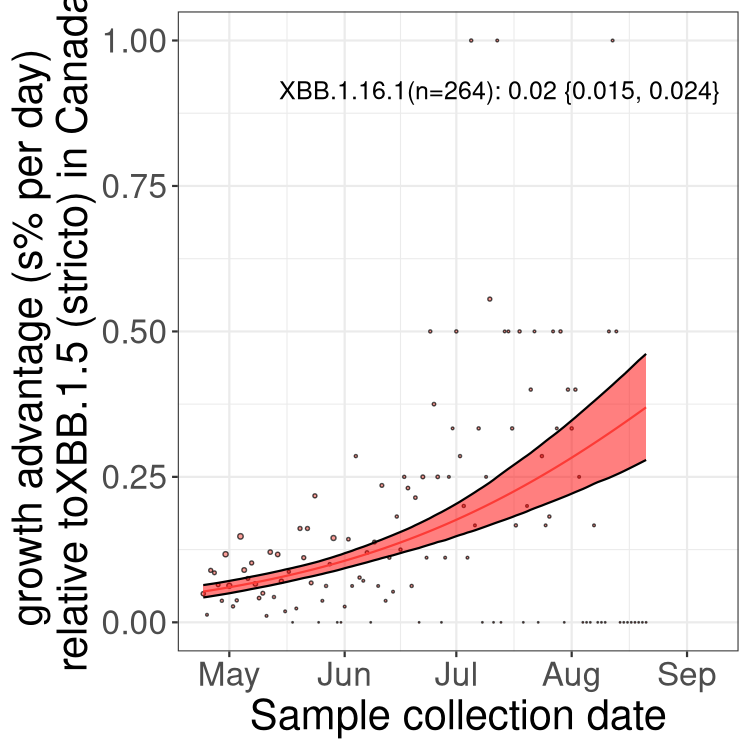 growth advantage (s% per day)
relative toXBB.1.5 (stricto) in Canada
1.00
0.75
0.50
0.25
0.00
XBB.1.16.1(n=264): 0.02 {0.015, 0.024}
May Jun Jul Aug Sep
Sample collection date